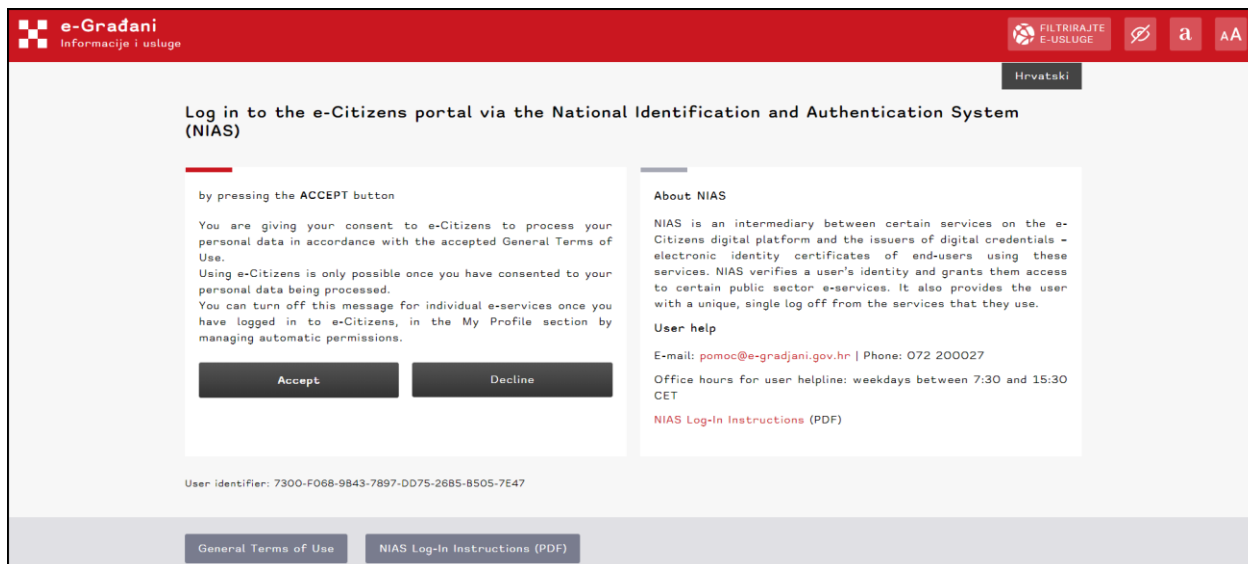 e-Građani
Informacije i usluge
FILTRIRAJTE
E-USLUGE
a
AA
Hrvatski
Log in to the e-Citizens portal via the National Identification and Authentication System
(NIAS)
by pressing the ACCEPT button
You are giving your consent to e-Citizens to process your
personal data in accordance with the accepted General Terms of
Use.
Using e-Citizens is only possible once you have consented to your
personal data being processed.
You can turn off this message for individual e-services once you
have logged in to e-Citizens, in the My Profile section by
managing automatic permissions.
Accept
Decline
About NIAS
NIAS is an intermediary between certain services on the e-
Citizens digital platform and the issuers of digital credentials –
electronic identity certificates of end-users using these
services. NIAS verifies a user's identity and grants them access
to certain public sector e-services. It also provides the user
with a unique, single log off from the services that they use.
User help
E-mail: pomoc@e-gradjani.gov.hr | Phone: 072 200027
Office hours for user helpline: weekdays between 7:30 and 15:30
CET
NIAS Log-In Instructions (PDF)
User identifier: 7300-F068-9843-7897-DD75-2685-8505-7E47
General Terms of Use
NIAS Log-In Instructions (PDF)